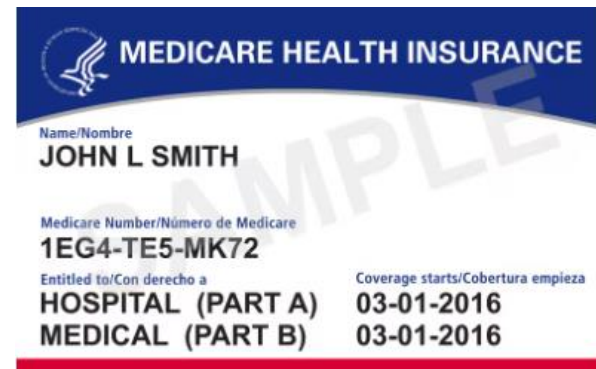 MEDICARE HEALTH INSURANCE
Name/Nombre
JOHN L SMITH
Medicare Number/Número de Medicare
1EG4-TE5-MK72
Entitled to/Con derecho a
Coverage starts/Cobertura empieza
HOSPITAL (PART A) 03-01-2016
MEDICAL (PART B) 03-01-2016
SAMPLE